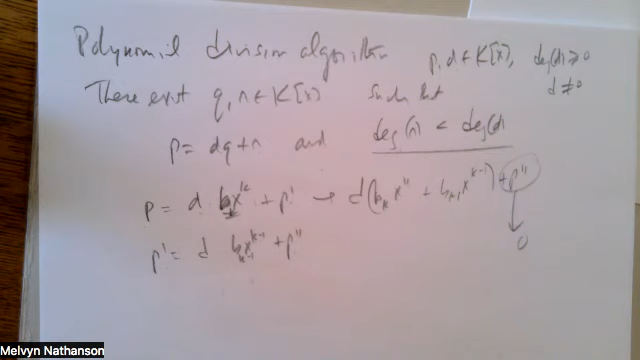 Polynomial division algorithm p, d ∈ K[x], deg(d) ≥ 0
d ≠ 0
There exist q, r ∈ K[x] such that
p = dq + r and deg(r) < deg(d)
p = d b_k x^k + p' → d(b_k x^k + b_{k-1} x^{k-1}) + p''
0
p' = d b_{k-1} x^{k-1} + p''
Melvyn Nathanson